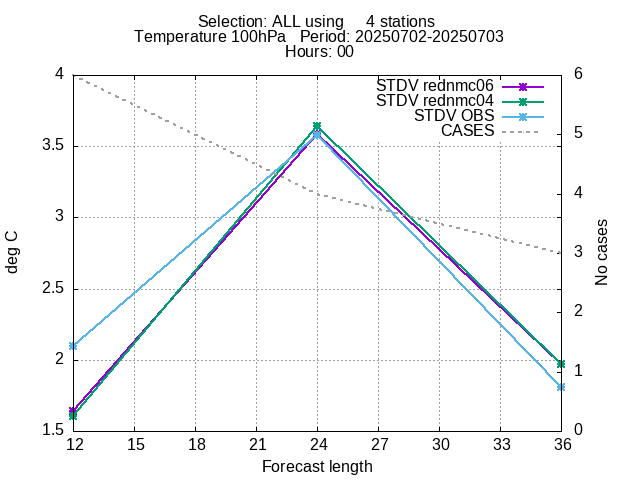 Selection: ALL using     4 stations
Temperature 100hPa   Period: 20250702-20250703
Hours: 00
STDV rednmc06
STDV rednmc04
STDV OBS
CASES
4
3.5
3
2.5
2
1.5
deg C
6
5
4
3
2
1
0
No cases
12 15 18 21 24 27 30 33 36
Forecast length